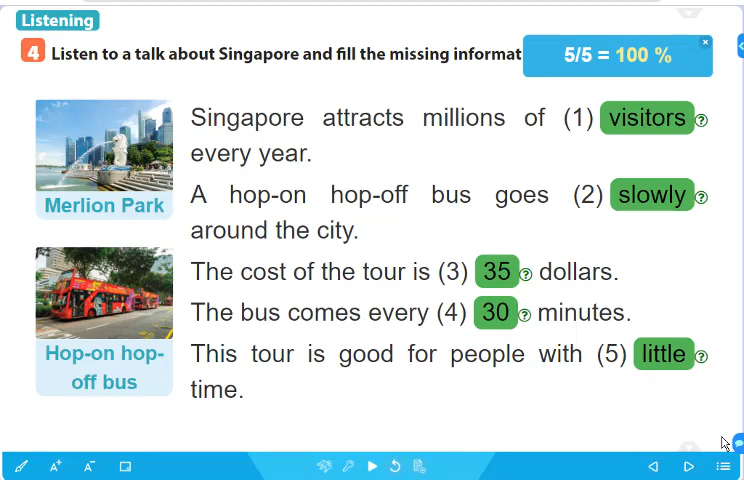 Listening
4 Listen to a talk about Singapore and fill the missing informat
5/5 = 100 %
Singapore attracts millions of (1) visitors
every year.
Merlion Park
A hop-on hop-off bus goes (2) slowly
around the city.
The cost of the tour is (3) 35 dollars.
The bus comes every (4) 30 minutes.
Hop-on hop-
off bus
This tour is good for people with (5) little
time.